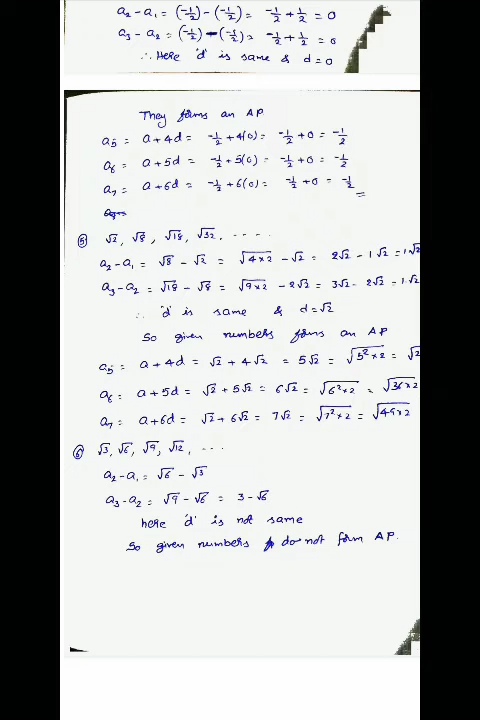 a₂ - a₁ = (-1/2) - (-1/2) = -1/2 + 1/2 = 0
a₃ - a₂ = (-1/2) - (-1/2) = -1/2 + 1/2 = 0
∴ Here 'd' is same & d = 0
They forms an AP
a₅ = a + 4d = -1/2 + 4(0) = -1/2 + 0 = -1/2
a₆ = a + 5d = -1/2 + 5(0) = -1/2 + 0 = -1/2
a₇ = a + 6d = -1/2 + 6(0) = -1/2 + 0 = -1/2
⑤ √2, √8, √18, √32, .....
a₂ - a₁ = √8 - √2 = √4×2 - √2 = 2√2 - 1√2 = 1√2
a₃ - a₂ = √18 - √8 = √9×2 - 2√2 = 3√2 - 2√2 = 1√2
∴ 'd' is same & d = √2
So given numbers forms an AP
a₅ = a + 4d = √2 + 4√2 = 5√2 = √5²×2 = √2
a₆ = a + 5d = √2 + 5√2 = 6√2 = √6²×2 = √36×2
a₇ = a + 6d = √2 + 6√2 = 7√2 = √7²×2 = √49×2
⑥ √3, √6, √9, √12, ...
a₂ - a₁ = √6 - √3
a₃ - a₂ = √9 - √6 = 3 - √6
here 'd' is not same
So given numbers do not form AP.